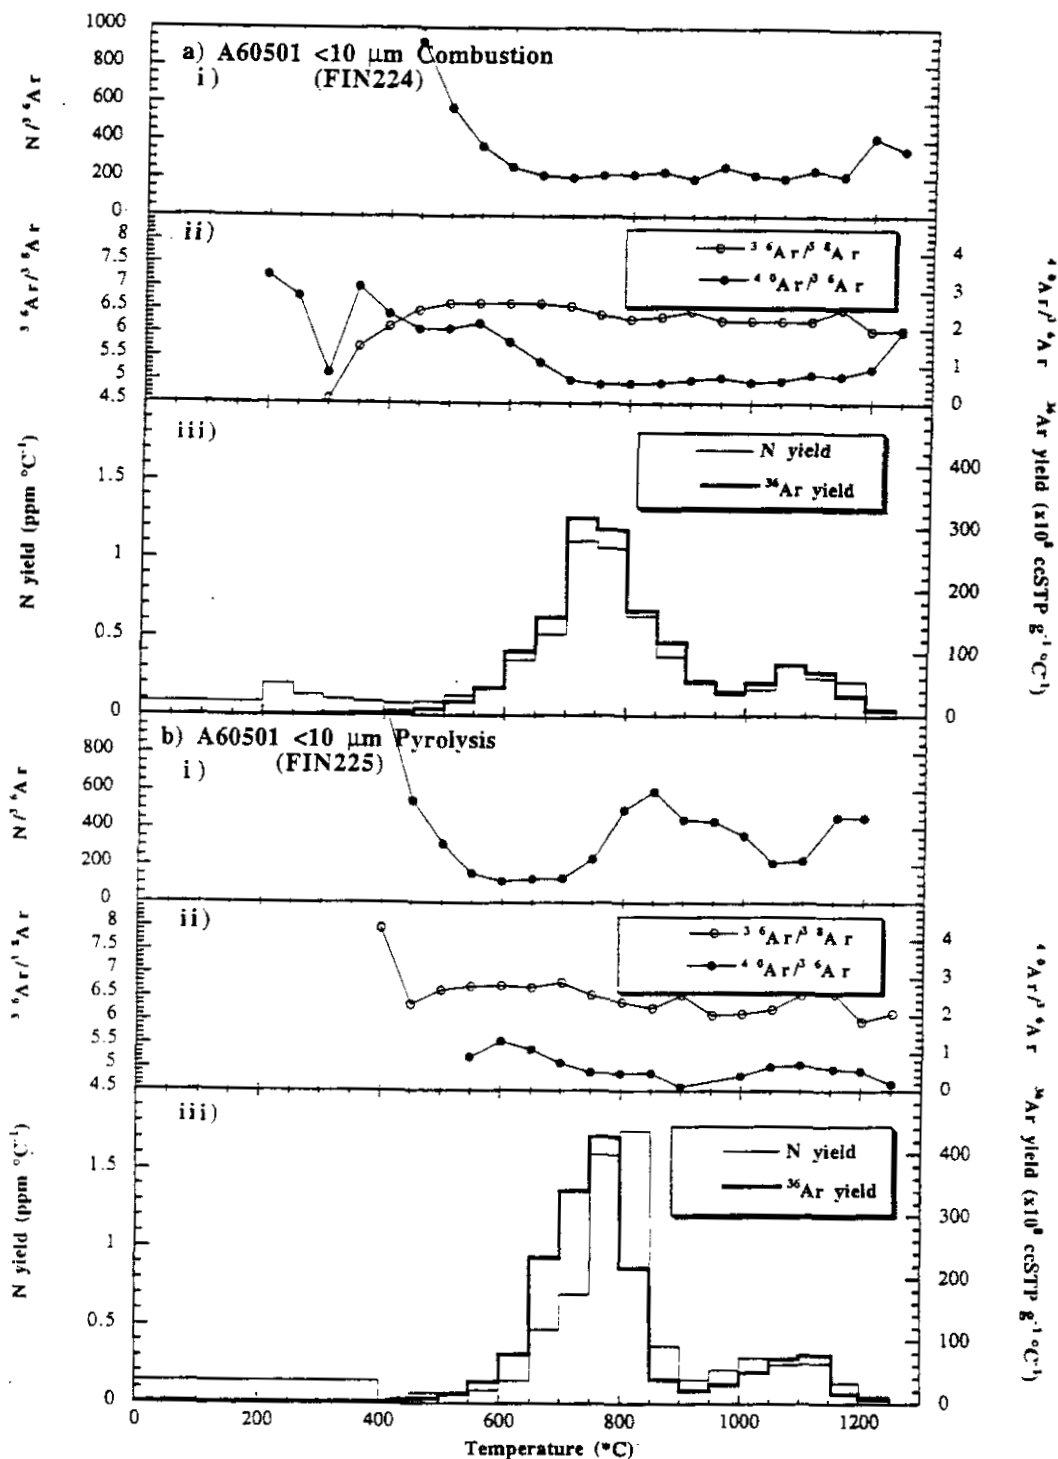 a) A60501 <10 μm Combustion
i) (FIN224)
N/³⁶Ar
1000
800
600
400
200
0
ii)
³⁶Ar/³⁸Ar
8
7.5
7
6.5
6
5.5
5
4.5
³⁶Ar/³⁸Ar
⁴⁰Ar/³⁶Ar
4
3
2
1
0
⁴⁰Ar/³⁶Ar
iii)
N yield (ppm °C⁻¹)
1.5
1
0.5
0
N yield
³⁶Ar yield
400
300
200
100
0
³⁶Ar yield (x10⁸ ccSTP g⁻¹ °C⁻¹)
b) A60501 <10 μm Pyrolysis
i) (FIN225)
N/³⁶Ar
800
600
400
200
0
ii)
³⁶Ar/³⁸Ar
8
7.5
7
6.5
6
5.5
5
4.5
³⁶Ar/³⁸Ar
⁴⁰Ar/³⁶Ar
4
3
2
1
0
⁴⁰Ar/³⁶Ar
iii)
N yield (ppm °C⁻¹)
1.5
1
0.5
0
N yield
³⁶Ar yield
400
300
200
100
0
³⁶Ar yield (x10⁸ ccSTP g⁻¹ °C⁻¹)
0 200 400 600 800 1000 1200
Temperature (°C)